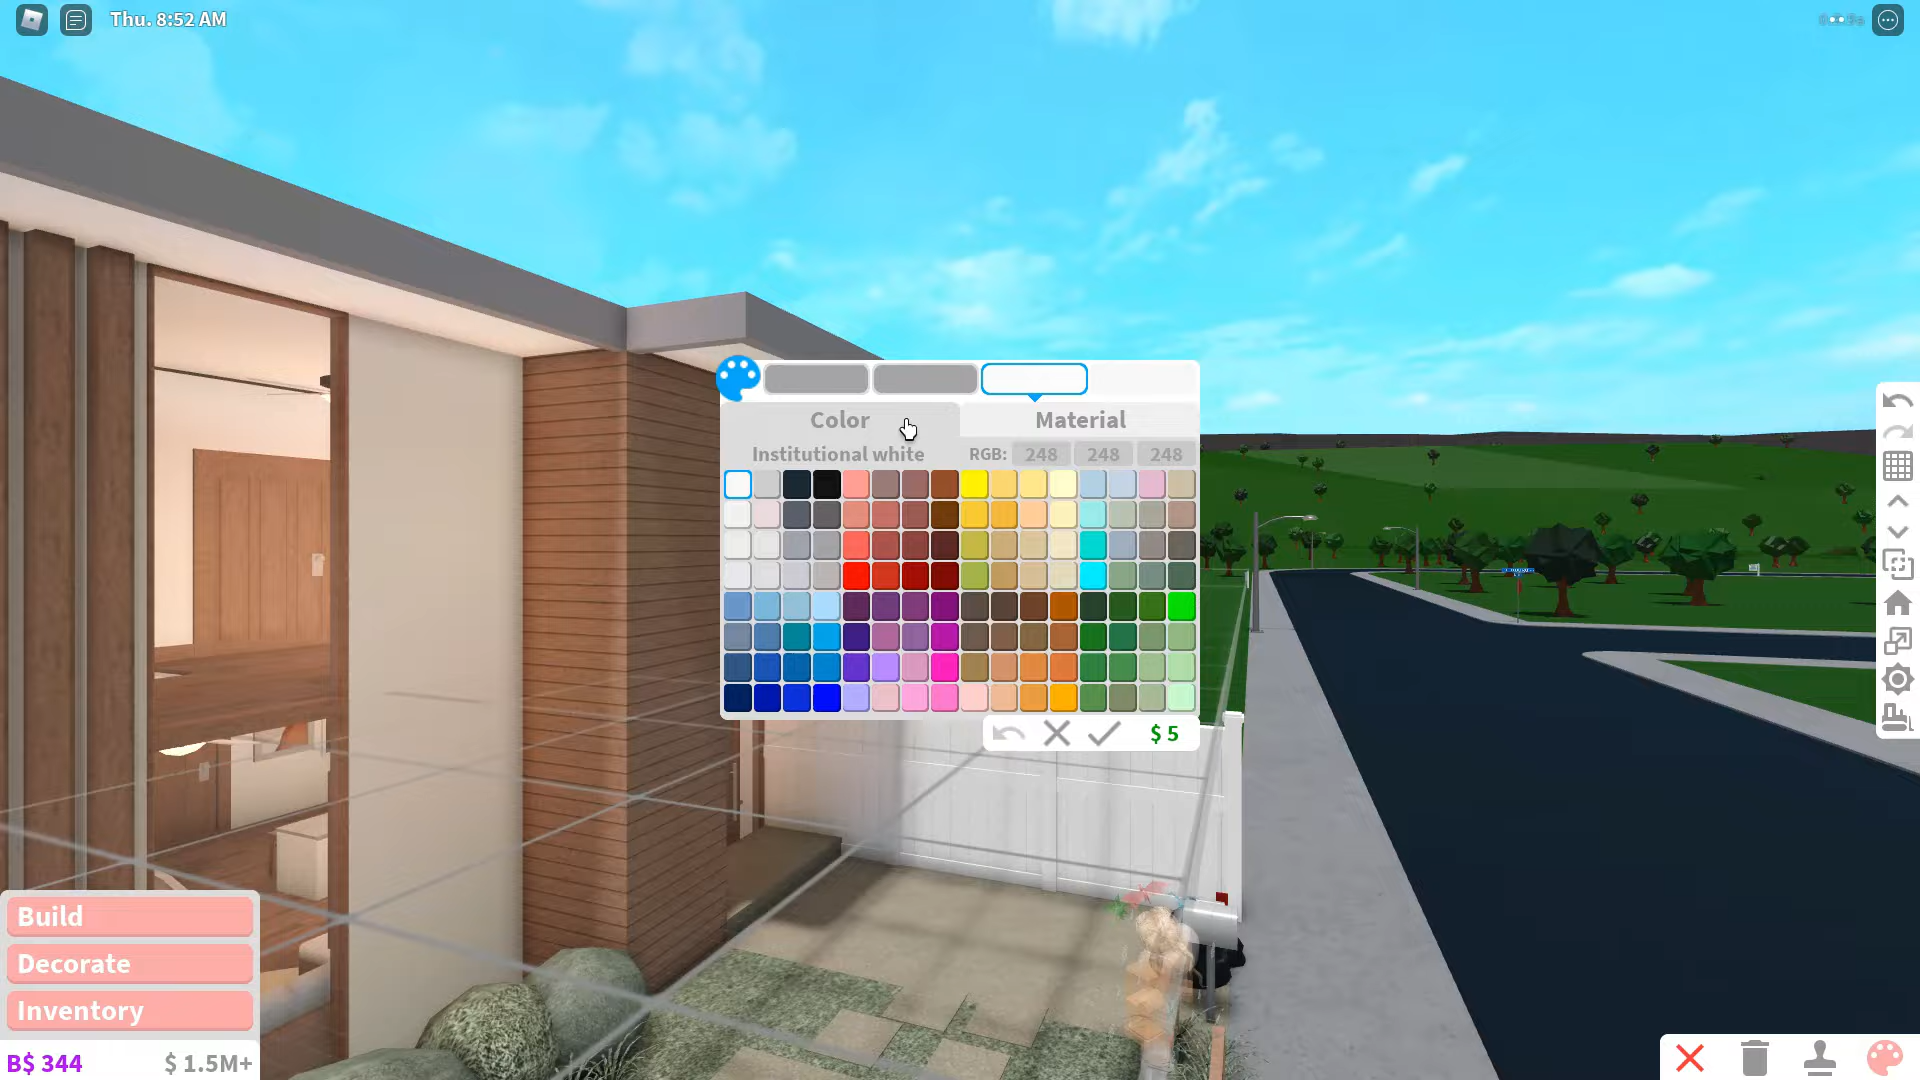 Thu. 8:52 AM
Color
Material
Institutional white
RGB: 248 248 248
$ 5
Build
Decorate
Inventory
B$ 344
$ 1.5M+